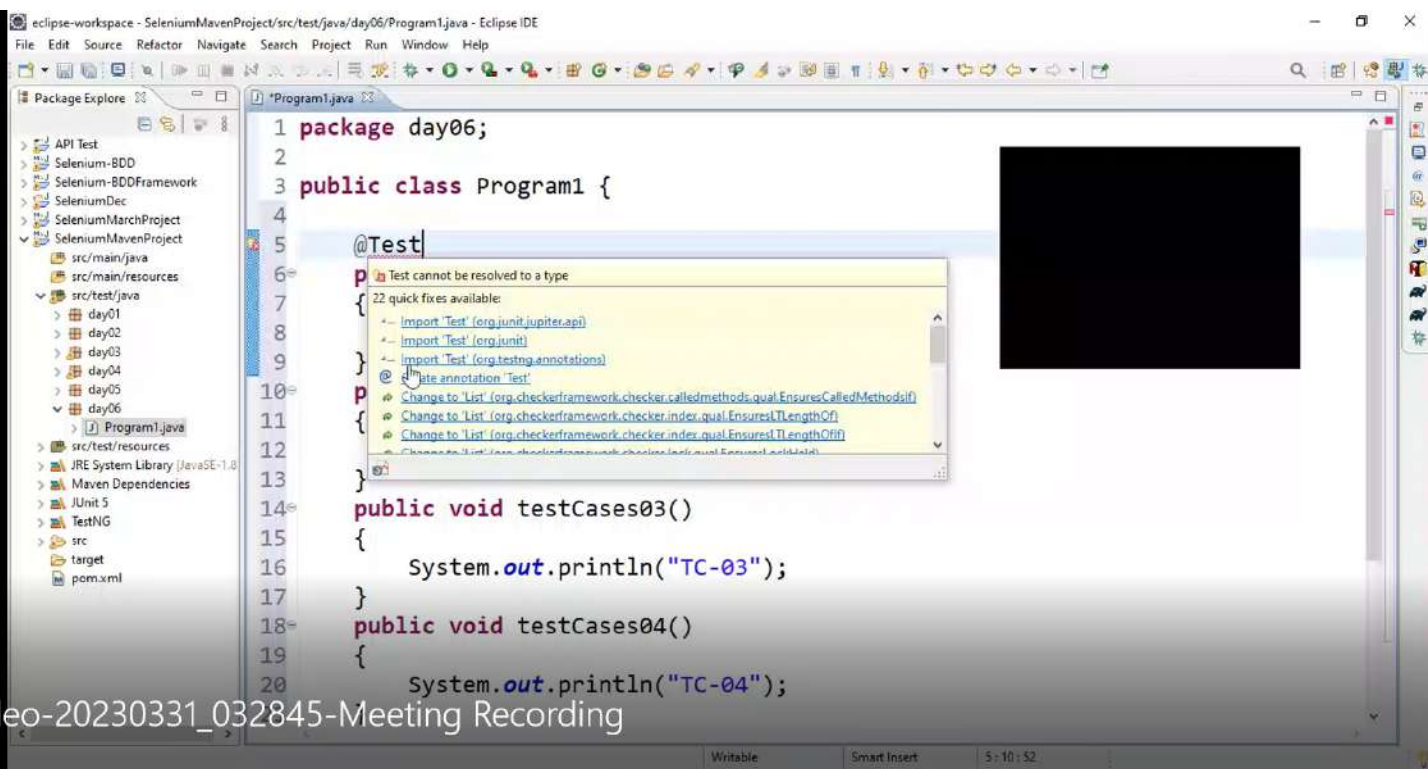 eclipse-workspace - SeleniumMavenProject/src/test/java/day06/Program1.java - Eclipse IDE
File Edit Source Refactor Navigate Search Project Run Window Help
Package Explore
*Program1.java
API Test
Selenium-BDD
Selenium-BDDFramework
SeleniumDec
SeleniumMarchProject
SeleniumMavenProject
src/main/java
src/main/resources
src/test/java
day01
day02
day03
day04
day05
day06
Program1.java
src/test/resources
JRE System Library [JavaSE-1.8
Maven Dependencies
JUnit 5
TestNG
src
target
pom.xml
1 package day06;
2
3 public class Program1 {
4
5 @Test
6 p
7 {
8
9 }
10 p
11 {
12
13 }
14 public void testCases03()
15 {
16 System.out.println("TC-03");
17 }
18 public void testCases04()
19 {
20 System.out.println("TC-04");
Test cannot be resolved to a type
22 quick fixes available:
Import 'Test' (org.junit.jupiter.api)
Import 'Test' (org.junit)
Import 'Test' (org.testng.annotations)
annotation 'Test'
Change to 'List' (org.checkerframework.checker.calledmethods.qual.EnsuresCalledMethodsIf)
Change to 'List' (org.checkerframework.checker.index.qual.EnsuresLTLengthOf)
Change to 'List' (org.checkerframework.checker.index.qual.EnsuresLTLengthOfIf)
eo-20230331_032845-Meeting Recording
Writable Smart Insert 5:10:52